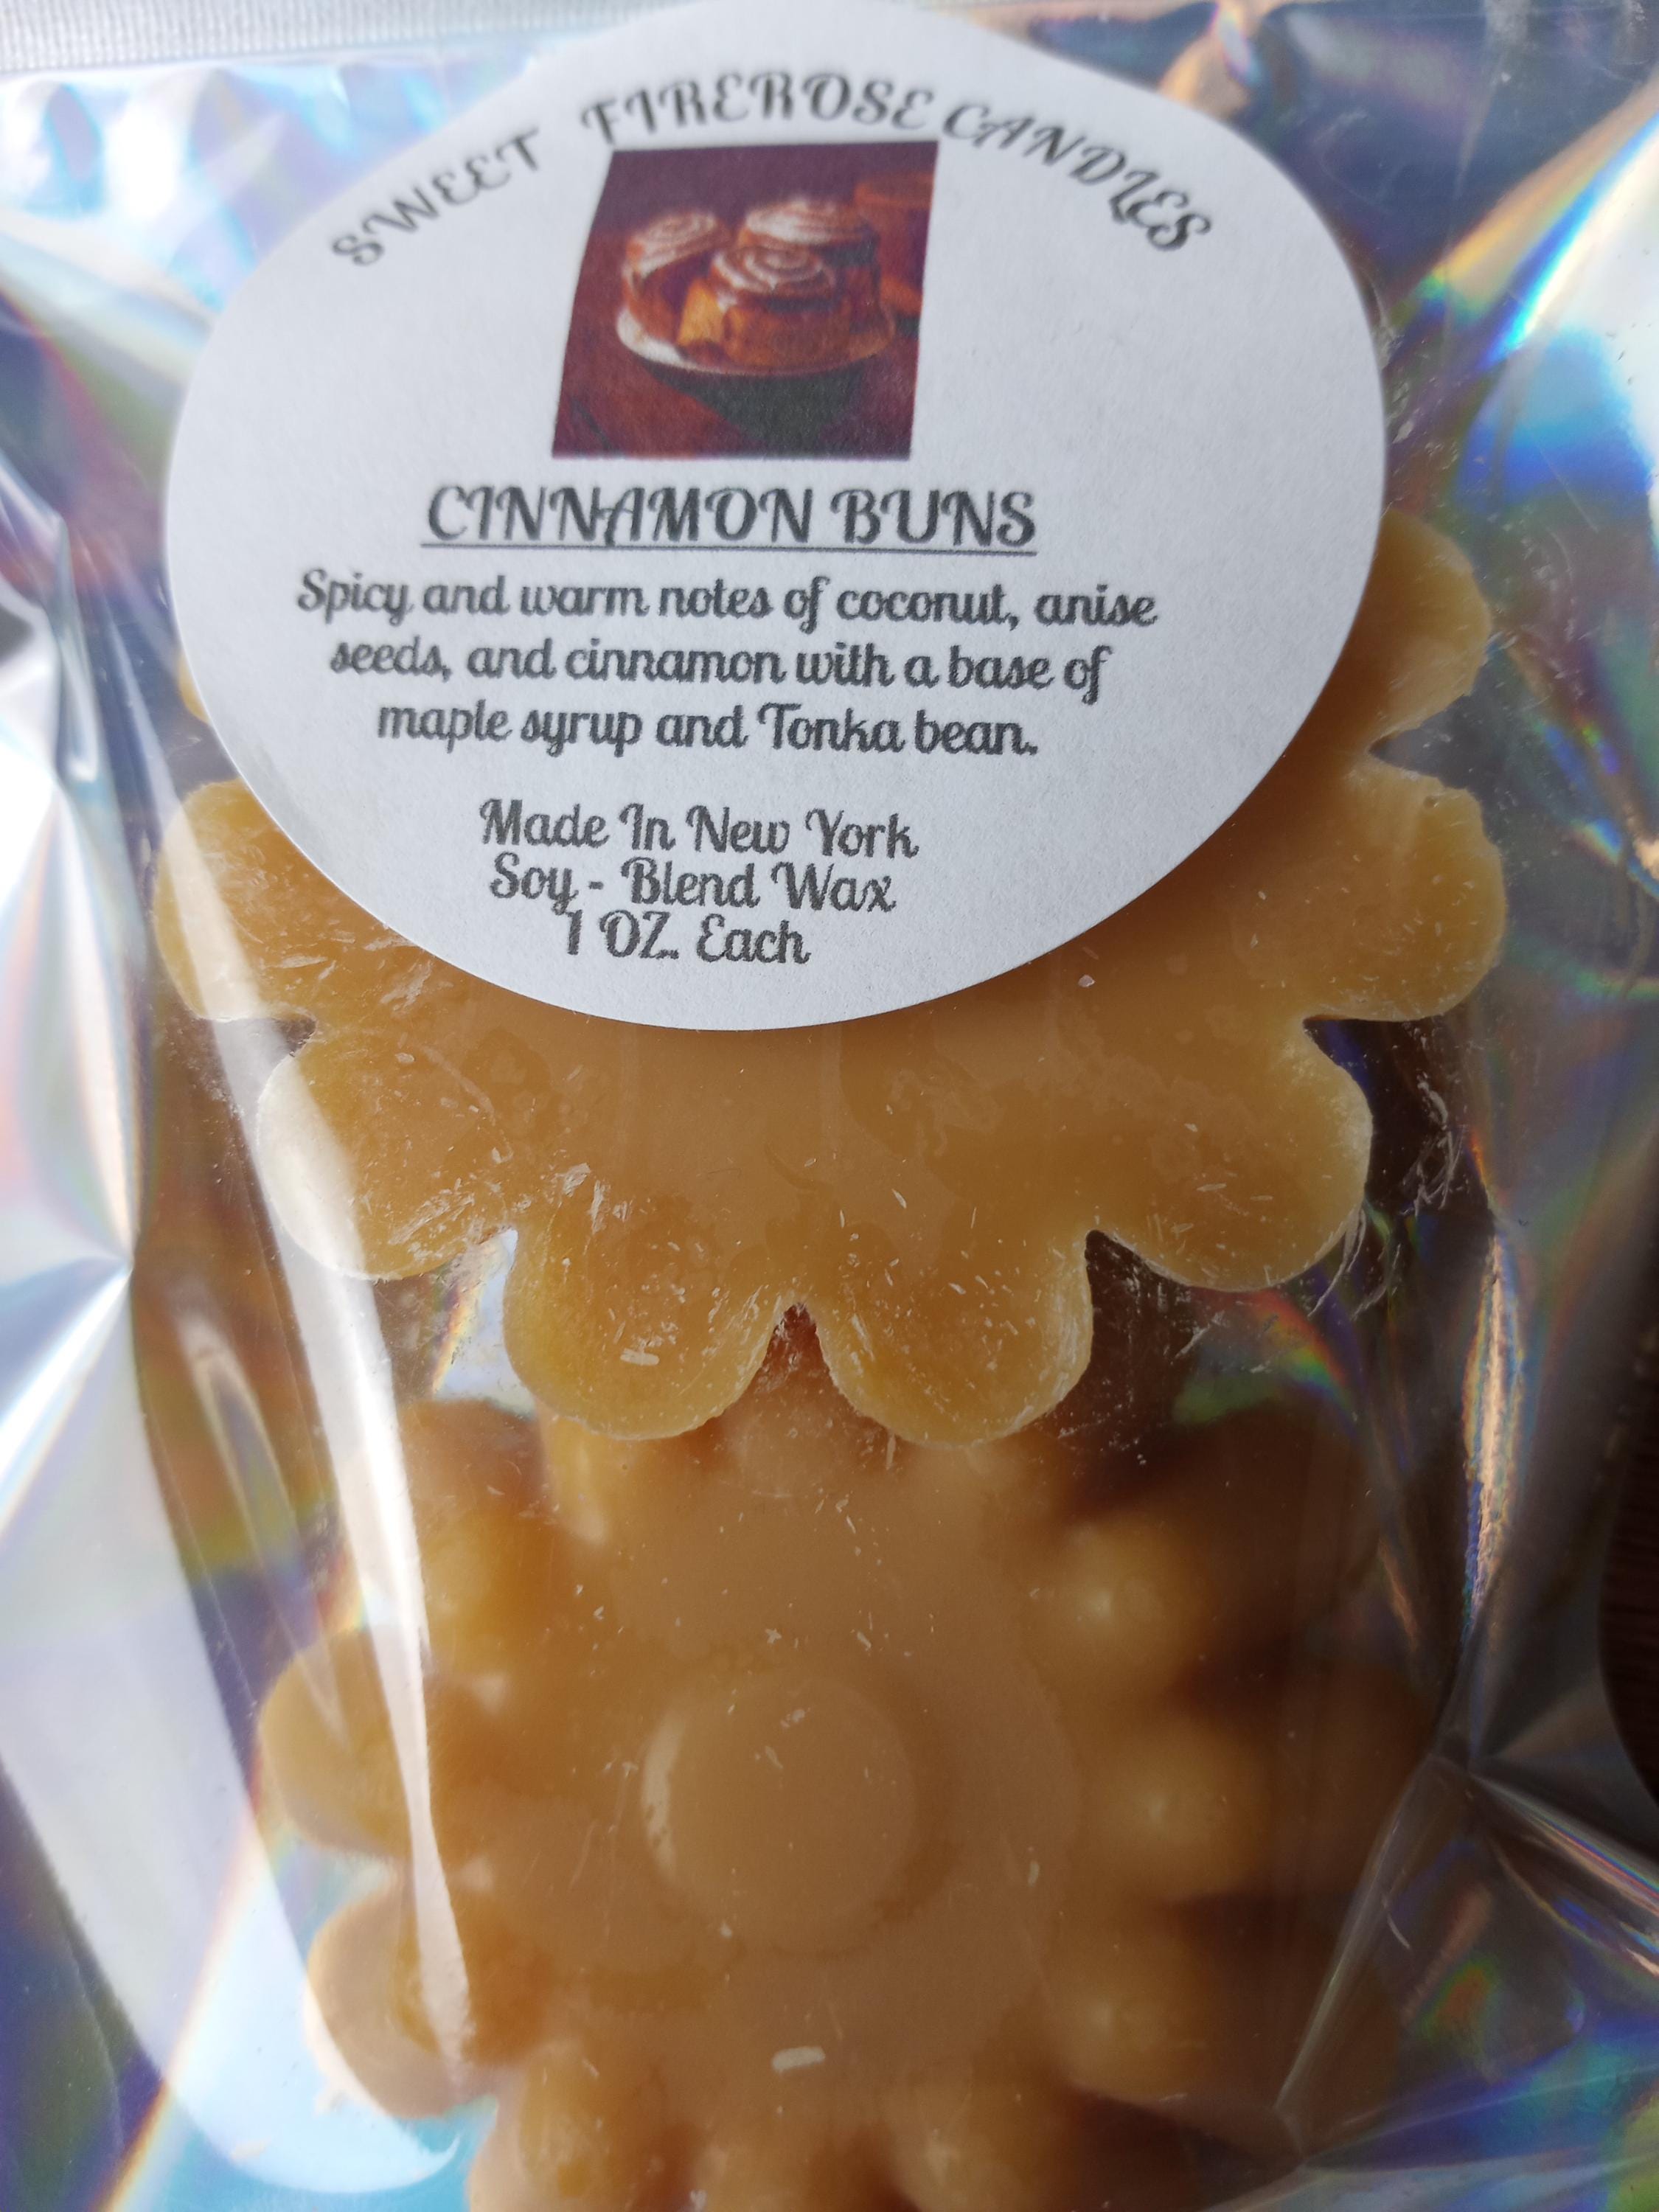 SWEET FIREROSE CANDLES
CINNAMON BUNS
Spicy and warm notes of coconut, anise
seeds, and cinnamon with a base of
maple syrup and Tonka bean.
Made In New York
Soy - Blend Wax
1 OZ. Each